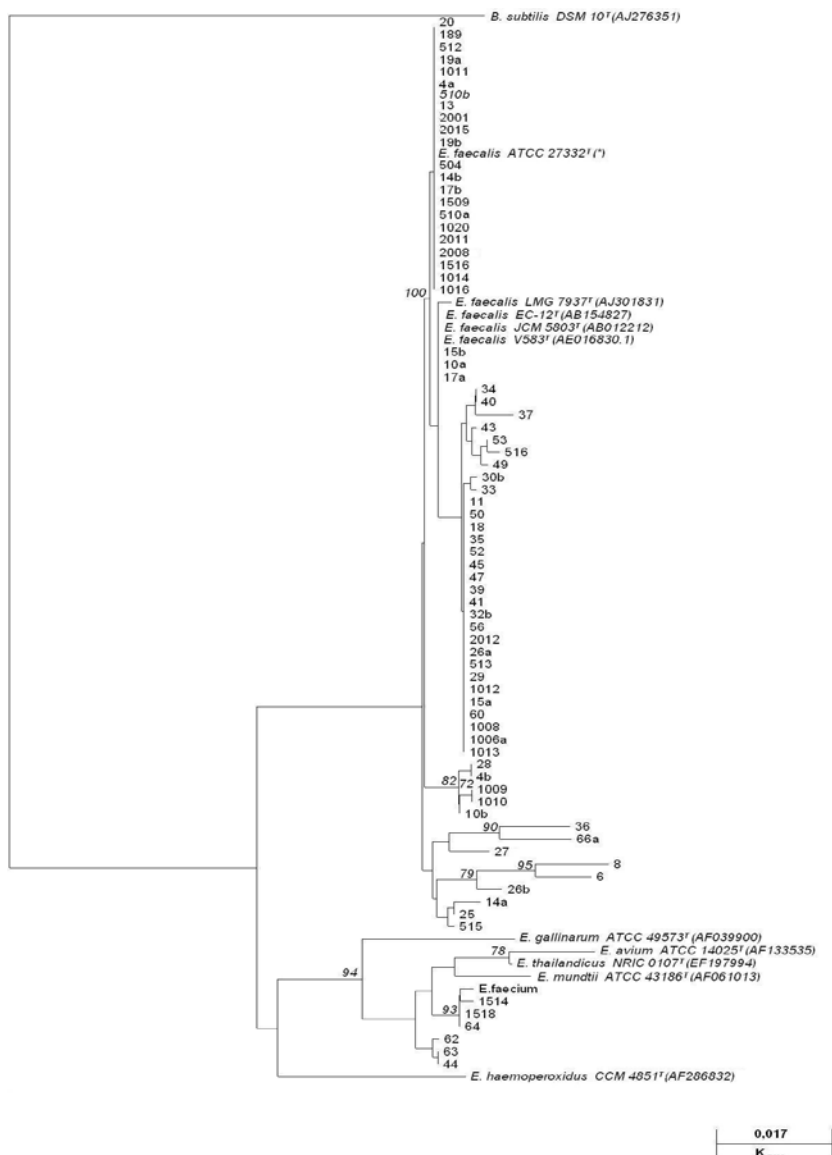 B. subtilis DSM 10ᵀ(AJ276351)
20
189
512
19a
1011
4a
510b
13
2001
2015
19b
E. faecalis ATCC 27332ᵀ(*)
504
14b
17b
1509
510a
1020
2011
2008
1516
1014
1016
100
E. faecalis LMG 7937ᵀ(AJ301831)
E. faecalis EC-12ᵀ(AB154827)
E. faecalis JCM 5803ᵀ(AB012212)
E. faecalis V583ᵀ(AE016830.1)
15b
10a
17a
34
40
37
43
53
516
49
30b
33
11
50
18
35
52
45
47
39
41
32b
56
2012
26a
513
29
1012
15a
60
1008
1006a
1013
28
82 72 4b
1009
1010
10b
90 36
66a
27
95 8
79 6
26b
14a
25
515
E. gallinarum ATCC 49573ᵀ(AF039900)
78 E. avium ATCC 14025ᵀ(AF133535)
E. thailandicus NRIC 0107ᵀ(EF197994)
94 E. mundtii ATCC 43186ᵀ(AF061013)
E.faecium
1514
93 1518
64
62
63
44
E. haemoperoxidus CCM 4851ᵀ(AF286832)
0,017
K